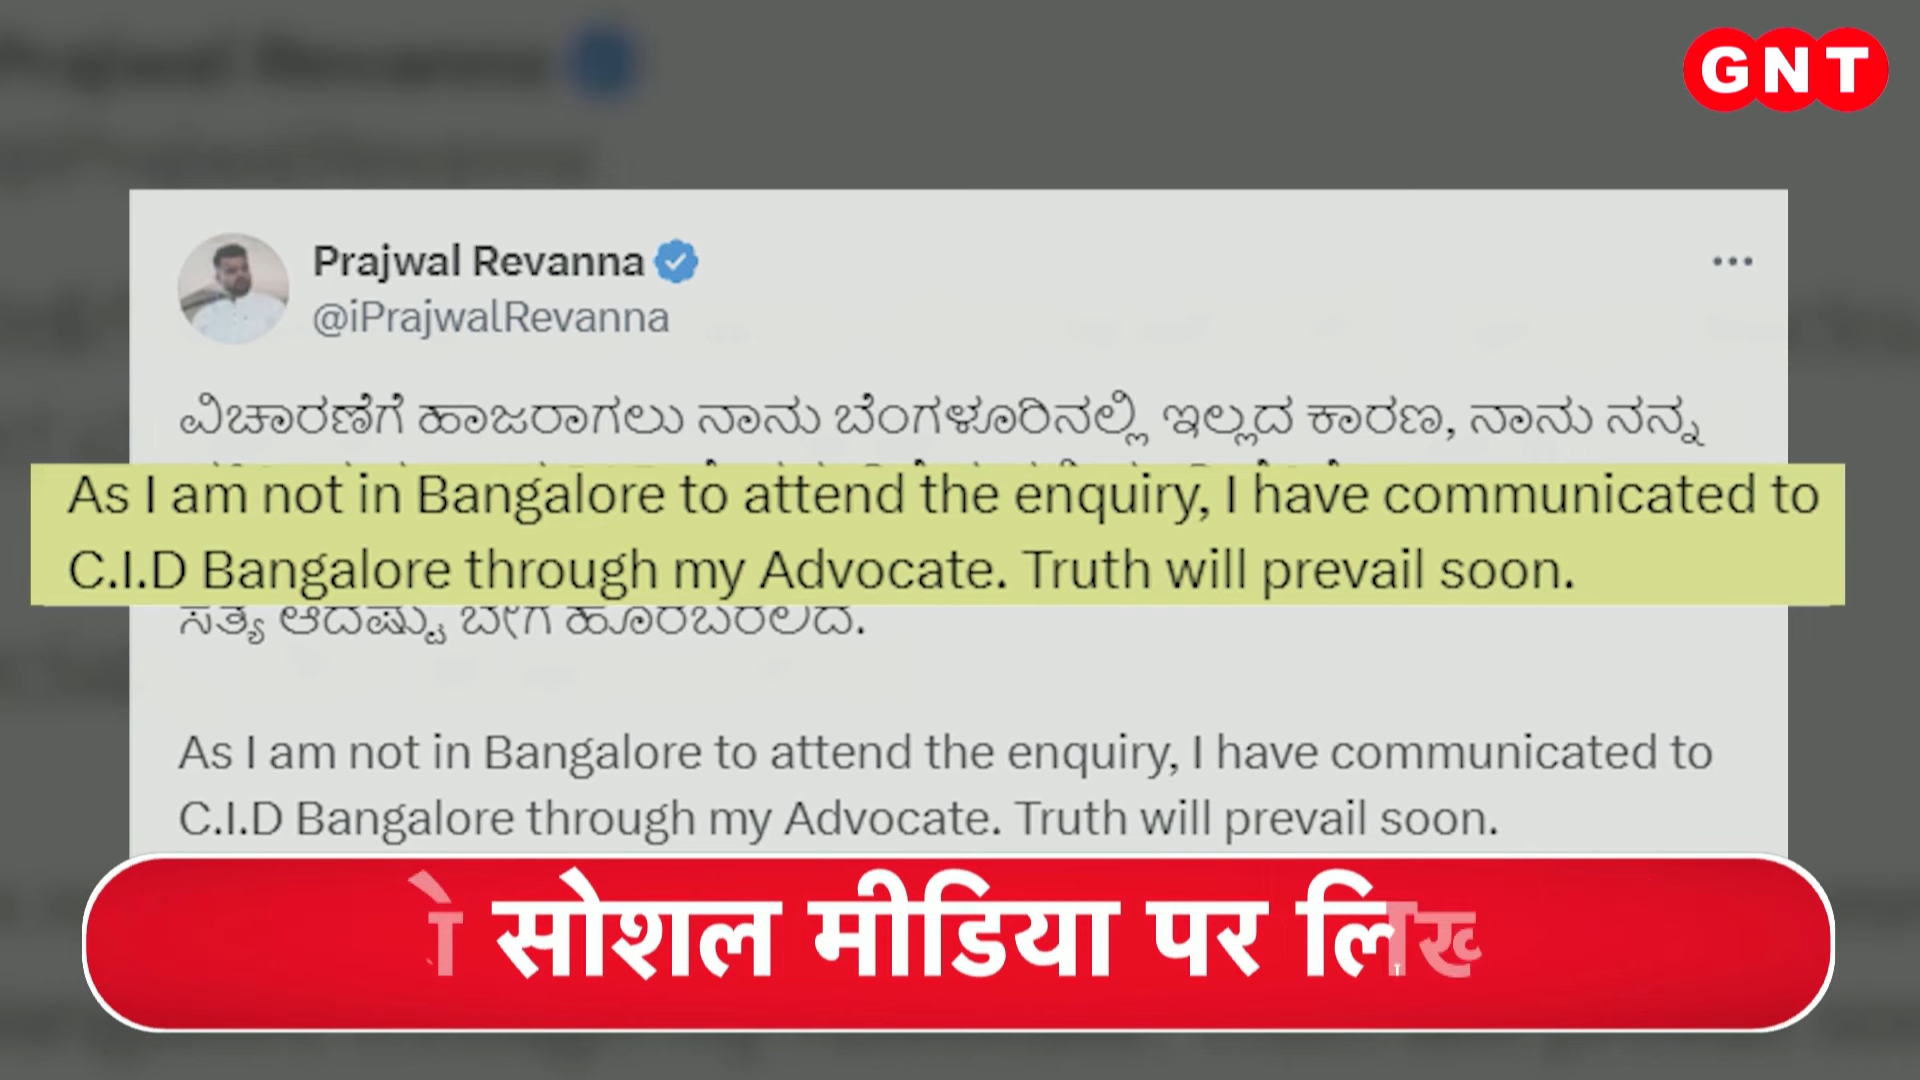 GNT
Prajwal Revanna
@iPrajwalRevanna
ವಿಚಾರಣೆಗೆ ಹಾಜರಾಗಲು ನಾನು ಬೆಂಗಳೂರಿನಲ್ಲಿ ಇಲ್ಲದ ಕಾರಣ, ನಾನು ನನ್ನ
As I am not in Bangalore to attend the enquiry, I have communicated to
C.I.D Bangalore through my Advocate. Truth will prevail soon.
ಸತ್ಯ ಆದಷ್ಟು ಬೇಗ ಹೊರಬರಲಿದೆ.
As I am not in Bangalore to attend the enquiry, I have communicated to
C.I.D Bangalore through my Advocate. Truth will prevail soon.
सोशल मीडिया पर लिख